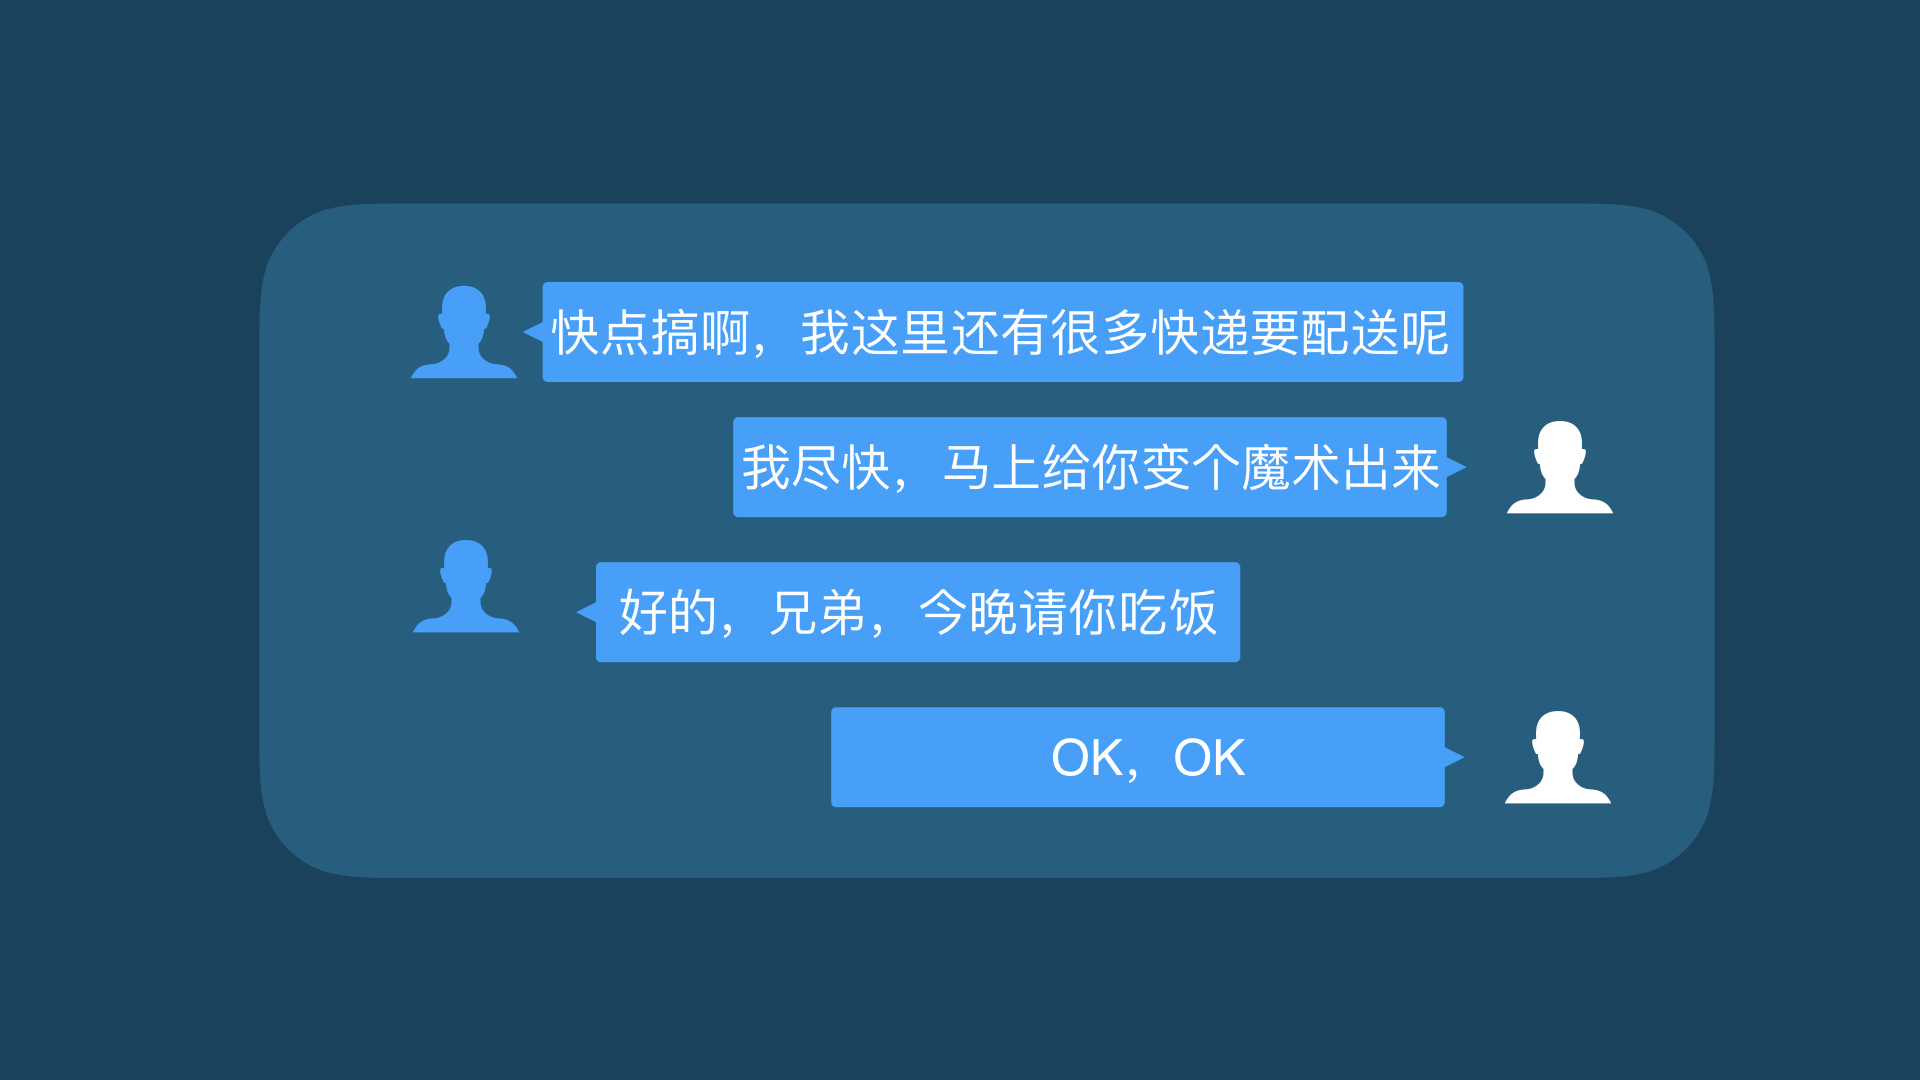 快点搞啊，我这里还有很多快递要配送呢
我尽快，马上给你变个魔术出来
好的，兄弟，今晚请你吃饭
OK，OK